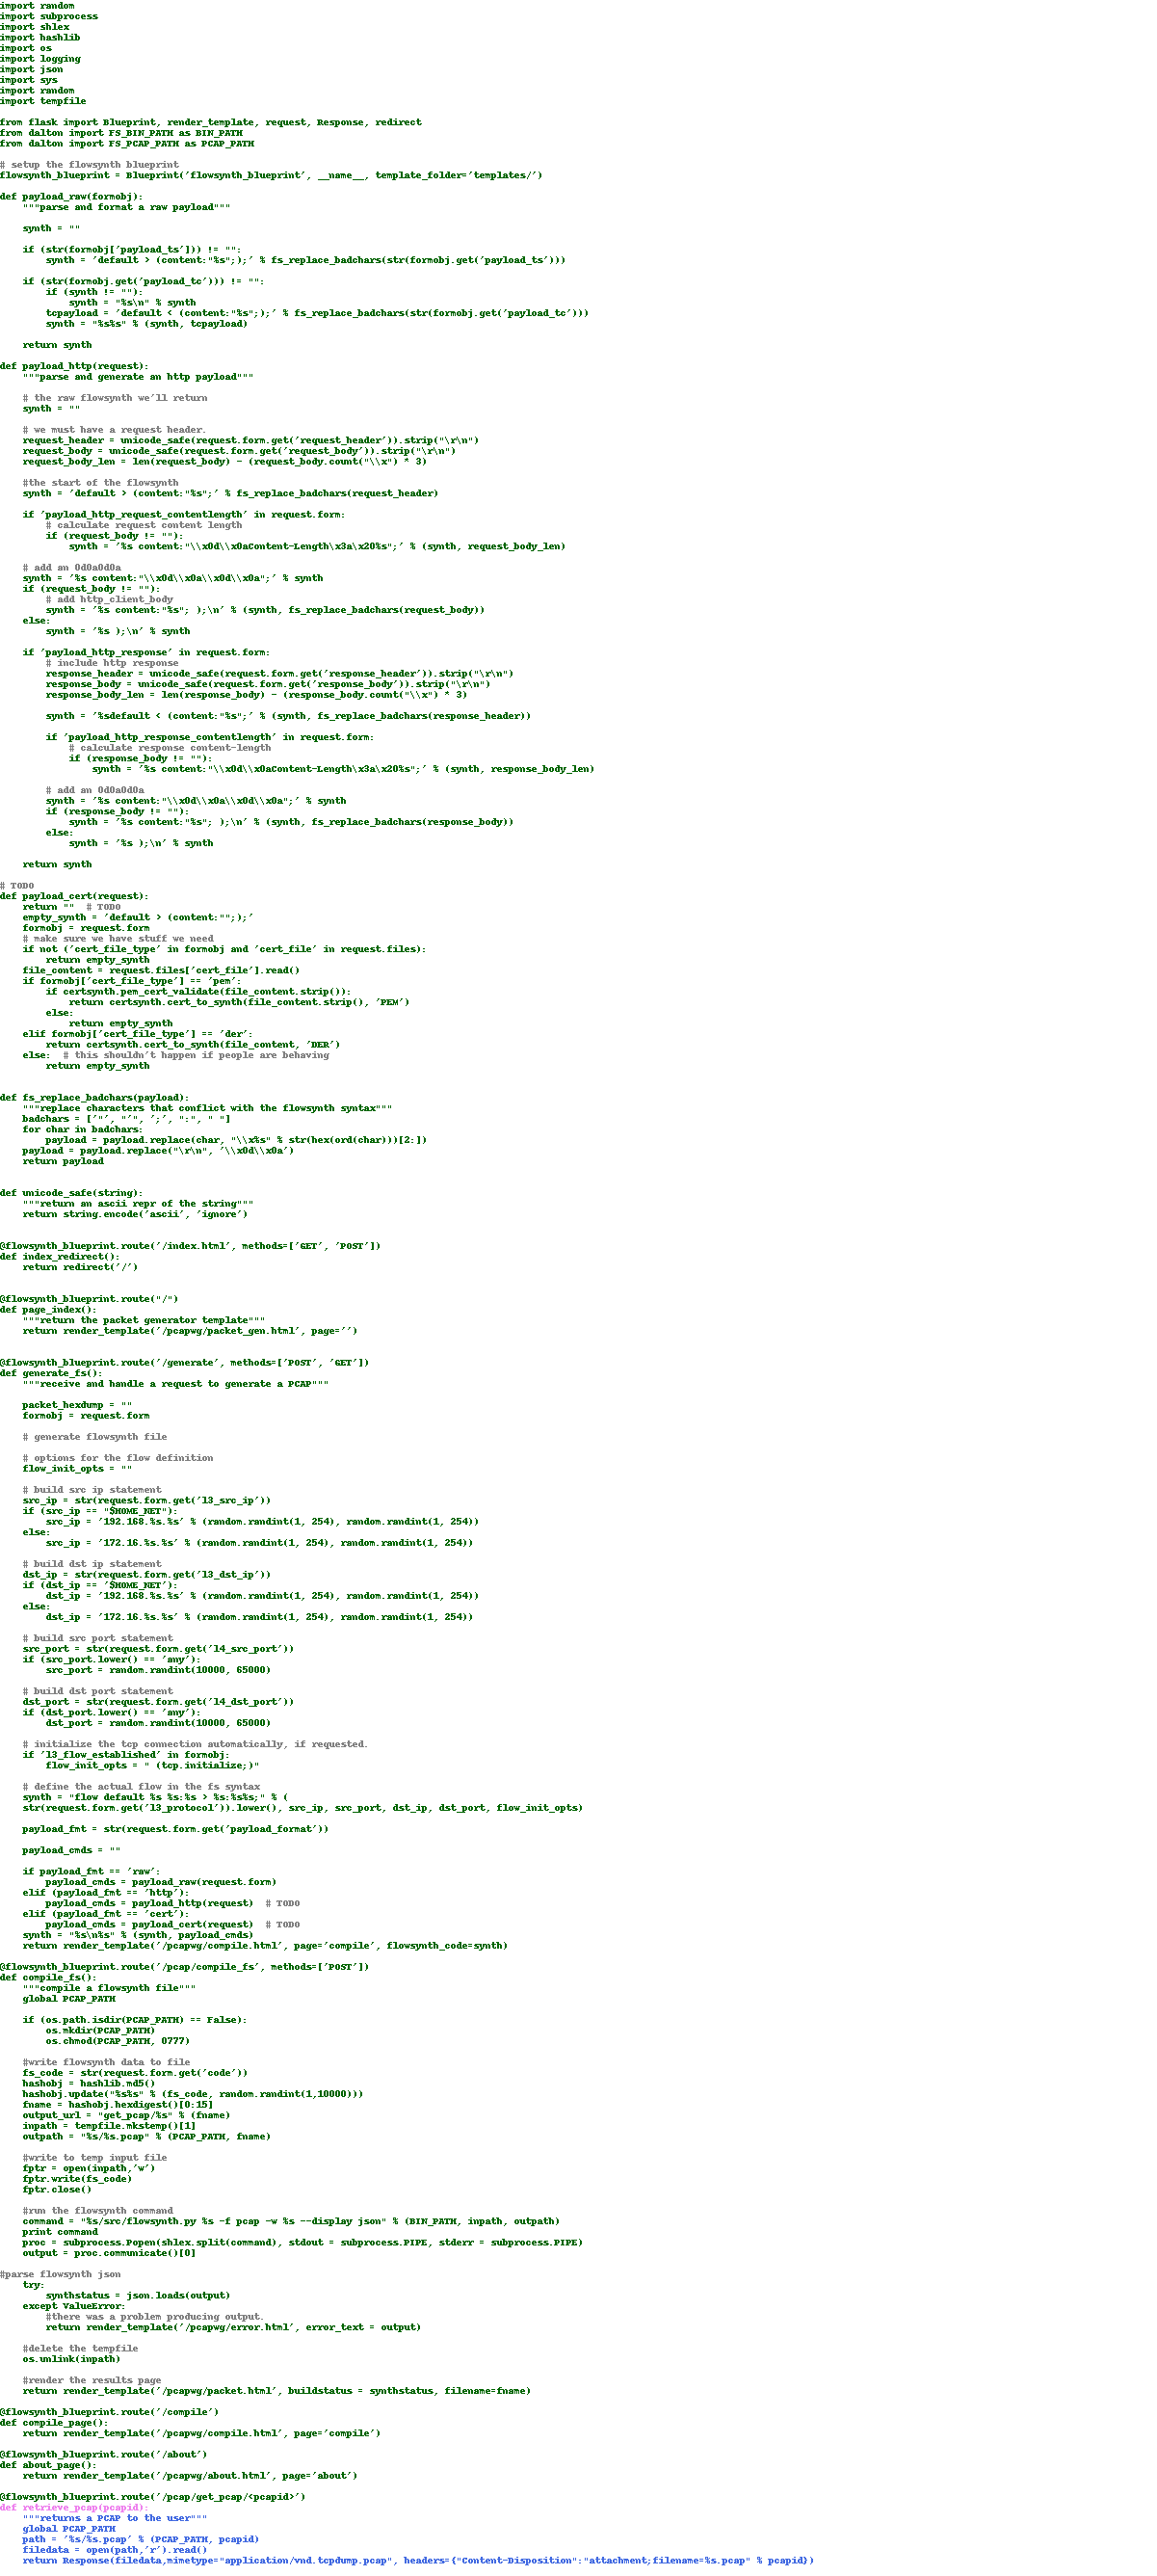 import random
import subprocess
import shlex
import hashlib
import os
import logging
import json
import sys
import random
import tempfile

from flask import Blueprint, render_template, request, Response, redirect
from dalton import FS_BIN_PATH as BIN_PATH
from dalton import FS_PCAP_PATH as PCAP_PATH

# setup the flowsynth blueprint
flowsynth_blueprint = Blueprint('flowsynth_blueprint', __name__, template_folder='templates/')

def payload_raw(formobj):
    """parse and format a raw payload"""

    synth = ""

    if (str(formobj['payload_ts'])) != "":
        synth = 'default > (content:"%s";);' % fs_replace_badchars(str(formobj.get('payload_ts')))

    if (str(formobj.get('payload_tc'))) != "":
        if (synth != ""):
            synth = "%s\n" % synth
        tcpayload = 'default < (content:"%s";);' % fs_replace_badchars(str(formobj.get('payload_tc')))
        synth = "%s%s" % (synth, tcpayload)

    return synth

def payload_http(request):
    """parse and generate an http payload"""

    # the raw flowsynth we'll return
    synth = ""

    # we must have a request header.
    request_header = unicode_safe(request.form.get('request_header')).strip("\r\n")
    request_body = unicode_safe(request.form.get('request_body')).strip("\r\n")
    request_body_len = len(request_body) - (request_body.count("\\x") * 3)

    #the start of the flowsynth
    synth = 'default > (content:"%s";' % fs_replace_badchars(request_header)

    if 'payload_http_request_contentlength' in request.form:
        # calculate request content length
        if (request_body != ""):
            synth = '%s content:"\\x0d\\x0aContent-Length\x3a\x20%s";' % (synth, request_body_len)

    # add an 0d0a0d0a
    synth = '%s content:"\\x0d\\x0a\\x0d\\x0a";' % synth
    if (request_body != ""):
        # add http_client_body
        synth = '%s content:"%s"; );\n' % (synth, fs_replace_badchars(request_body))
    else:
        synth = '%s );\n' % synth

    if 'payload_http_response' in request.form:
        # include http response
        response_header = unicode_safe(request.form.get('response_header')).strip("\r\n")
        response_body = unicode_safe(request.form.get('response_body')).strip("\r\n")
        response_body_len = len(response_body) - (response_body.count("\\x") * 3)

        synth = '%sdefault < (content:"%s";' % (synth, fs_replace_badchars(response_header))

        if 'payload_http_response_contentlength' in request.form:
            # calculate response content-length
            if (response_body != ""):
                synth = '%s content:"\\x0d\\x0aContent-Length\x3a\x20%s";' % (synth, response_body_len)

        # add an 0d0a0d0a
        synth = '%s content:"\\x0d\\x0a\\x0d\\x0a";' % synth
        if (response_body != ""):
            synth = '%s content:"%s"; );\n' % (synth, fs_replace_badchars(response_body))
        else:
            synth = '%s );\n' % synth

    return synth

# TODO
def payload_cert(request):
    return ""  # TODO
    empty_synth = 'default > (content:"";);'
    formobj = request.form
    # make sure we have stuff we need
    if not ('cert_file_type' in formobj and 'cert_file' in request.files):
        return empty_synth
    file_content = request.files['cert_file'].read()
    if formobj['cert_file_type'] == 'pem':
        if certsynth.pem_cert_validate(file_content.strip()):
            return certsynth.cert_to_synth(file_content.strip(), 'PEM')
        else:
            return empty_synth
    elif formobj['cert_file_type'] == 'der':
        return certsynth.cert_to_synth(file_content, 'DER')
    else:  # this shouldn't happen if people are behaving
        return empty_synth


def fs_replace_badchars(payload):
    """replace characters that conflict with the flowsynth syntax"""
    badchars = ['"', "'", ';', ":", " "]
    for char in badchars:
        payload = payload.replace(char, "\\x%s" % str(hex(ord(char)))[2:])
    payload = payload.replace("\r\n", '\\x0d\\x0a')
    return payload


def unicode_safe(string):
    """return an ascii repr of the string"""
    return string.encode('ascii', 'ignore')


@flowsynth_blueprint.route('/index.html', methods=['GET', 'POST'])
def index_redirect():
    return redirect('/')


@flowsynth_blueprint.route("/")
def page_index():
    """return the packet generator template"""
    return render_template('/pcapwg/packet_gen.html', page='')


@flowsynth_blueprint.route('/generate', methods=['POST', 'GET'])
def generate_fs():
    """receive and handle a request to generate a PCAP"""

    packet_hexdump = ""
    formobj = request.form

    # generate flowsynth file

    # options for the flow definition
    flow_init_opts = ""

    # build src ip statement
    src_ip = str(request.form.get('l3_src_ip'))
    if (src_ip == "$HOME_NET"):
        src_ip = '192.168.%s.%s' % (random.randint(1, 254), random.randint(1, 254))
    else:
        src_ip = '172.16.%s.%s' % (random.randint(1, 254), random.randint(1, 254))

    # build dst ip statement
    dst_ip = str(request.form.get('l3_dst_ip'))
    if (dst_ip == '$HOME_NET'):
        dst_ip = '192.168.%s.%s' % (random.randint(1, 254), random.randint(1, 254))
    else:
        dst_ip = '172.16.%s.%s' % (random.randint(1, 254), random.randint(1, 254))

    # build src port statement
    src_port = str(request.form.get('l4_src_port'))
    if (src_port.lower() == 'any'):
        src_port = random.randint(10000, 65000)

    # build dst port statement
    dst_port = str(request.form.get('l4_dst_port'))
    if (dst_port.lower() == 'any'):
        dst_port = random.randint(10000, 65000)

    # initialize the tcp connection automatically, if requested.
    if 'l3_flow_established' in formobj:
        flow_init_opts = " (tcp.initialize;)"

    # define the actual flow in the fs syntax
    synth = "flow default %s %s:%s > %s:%s%s;" % (
    str(request.form.get('l3_protocol')).lower(), src_ip, src_port, dst_ip, dst_port, flow_init_opts)

    payload_fmt = str(request.form.get('payload_format'))

    payload_cmds = ""

    if payload_fmt == 'raw':
        payload_cmds = payload_raw(request.form)
    elif (payload_fmt == 'http'):
        payload_cmds = payload_http(request)  # TODO
    elif (payload_fmt == 'cert'):
        payload_cmds = payload_cert(request)  # TODO
    synth = "%s\n%s" % (synth, payload_cmds)
    return render_template('/pcapwg/compile.html', page='compile', flowsynth_code=synth)

@flowsynth_blueprint.route('/pcap/compile_fs', methods=['POST'])
def compile_fs():
    """compile a flowsynth file"""
    global PCAP_PATH

    if (os.path.isdir(PCAP_PATH) == False):
        os.mkdir(PCAP_PATH)
        os.chmod(PCAP_PATH, 0777)

    #write flowsynth data to file
    fs_code = str(request.form.get('code'))
    hashobj = hashlib.md5()
    hashobj.update("%s%s" % (fs_code, random.randint(1,10000)))
    fname = hashobj.hexdigest()[0:15]
    output_url = "get_pcap/%s" % (fname)
    inpath = tempfile.mkstemp()[1]
    outpath = "%s/%s.pcap" % (PCAP_PATH, fname)

    #write to temp input file
    fptr = open(inpath,'w')
    fptr.write(fs_code)
    fptr.close()

    #run the flowsynth command
    command = "%s/src/flowsynth.py %s -f pcap -w %s --display json" % (BIN_PATH, inpath, outpath)
    print command
    proc = subprocess.Popen(shlex.split(command), stdout = subprocess.PIPE, stderr = subprocess.PIPE)
    output = proc.communicate()[0]

#parse flowsynth json
    try:
        synthstatus = json.loads(output)
    except ValueError:
        #there was a problem producing output.
        return render_template('/pcapwg/error.html', error_text = output)

    #delete the tempfile
    os.unlink(inpath)

    #render the results page
    return render_template('/pcapwg/packet.html', buildstatus = synthstatus, filename=fname)

@flowsynth_blueprint.route('/compile')
def compile_page():
    return render_template('/pcapwg/compile.html', page='compile')

@flowsynth_blueprint.route('/about')
def about_page():
    return render_template('/pcapwg/about.html', page='about')

@flowsynth_blueprint.route('/pcap/get_pcap/<pcapid>')
def retrieve_pcap(pcapid):
    """returns a PCAP to the user"""
    global PCAP_PATH
    path = '%s/%s.pcap' % (PCAP_PATH, pcapid)
    filedata = open(path,'r').read()
    return Response(filedata,mimetype="application/vnd.tcpdump.pcap", headers={"Content-Disposition":"attachment;filename=%s.pcap" % pcapid})